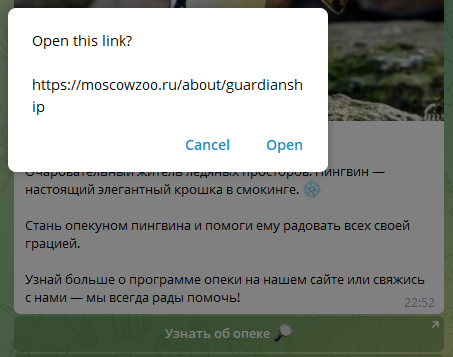 Open this link?
https://moscowzoo.ru/about/guardiansh
ip
Cancel Open
Очаровательный житель ледяных просторов. Пингвин —
настоящий элегантный крошка в смокинге. ❄️
Стань опекуном пингвина и помоги ему радовать всех своей
грацией.
Узнай больше о программе опеки на нашем сайте или свяжись
с нами — мы всегда рады помочь!
22:52
Узнать об опеке 🔎